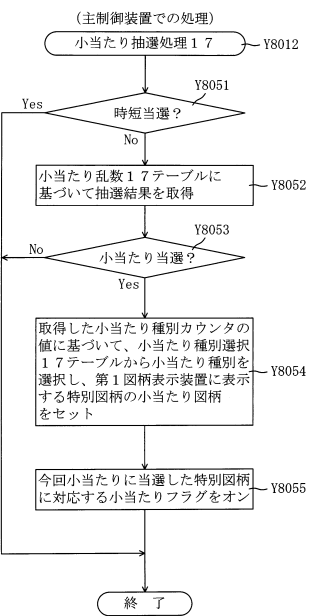 (主制御装置での処理)
小当たり抽選処理１７
Y8012
Y8051
Yes
時短当選？
No
小当たり乱数１７テーブルに
基づいて抽選結果を取得
Y8052
Y8053
No
小当たり当選？
Yes
取得した小当たり種別カウンタの
値に基づいて、小当たり種別選択
１７テーブルから小当たり種別を
選択し、第１図柄表示装置に表示
する特別図柄の小当たり図柄
をセット
Y8054
今回小当たりに当選した特別図柄
に対応する小当たりフラグをオン
Y8055
終　了